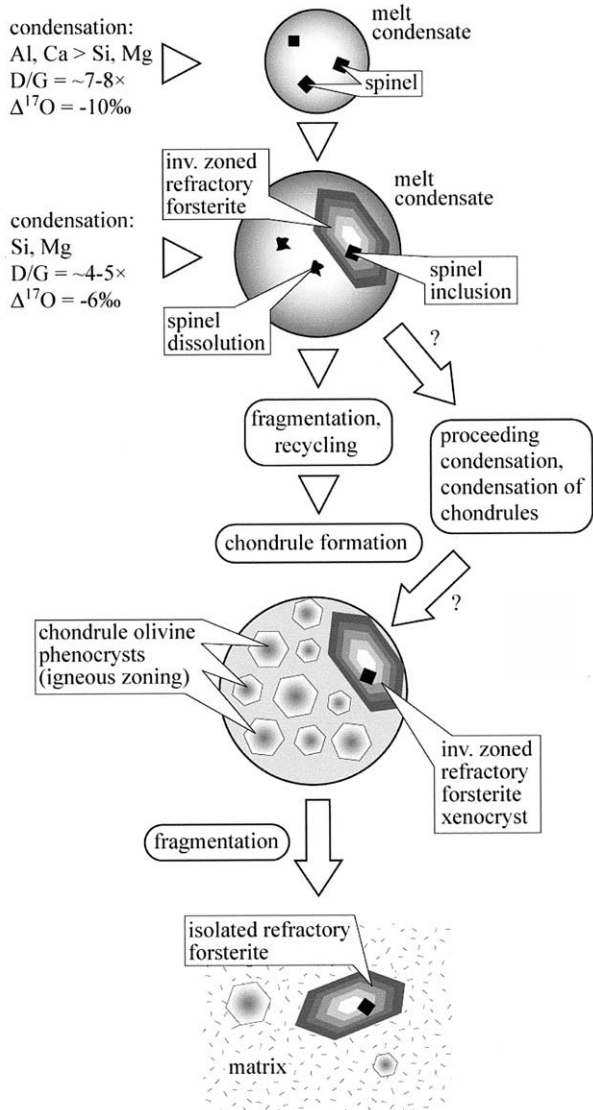 condensation:
Al, Ca > Si, Mg
D/G = ~7-8×
Δ¹⁷O = -10‰
melt
condensate
spinel
inv. zoned
refractory
forsterite
melt
condensate
condensation:
Si, Mg
D/G = ~4-5×
Δ¹⁷O = -6‰
spinel
inclusion
spinel
dissolution
?
fragmentation,
recycling
proceeding
condensation,
condensation of
chondrules
chondrule formation
?
chondrule olivine
phenocrysts
(igneous zoning)
inv. zoned
refractory
forsterite
xenocryst
fragmentation
isolated refractory
forsterite
matrix